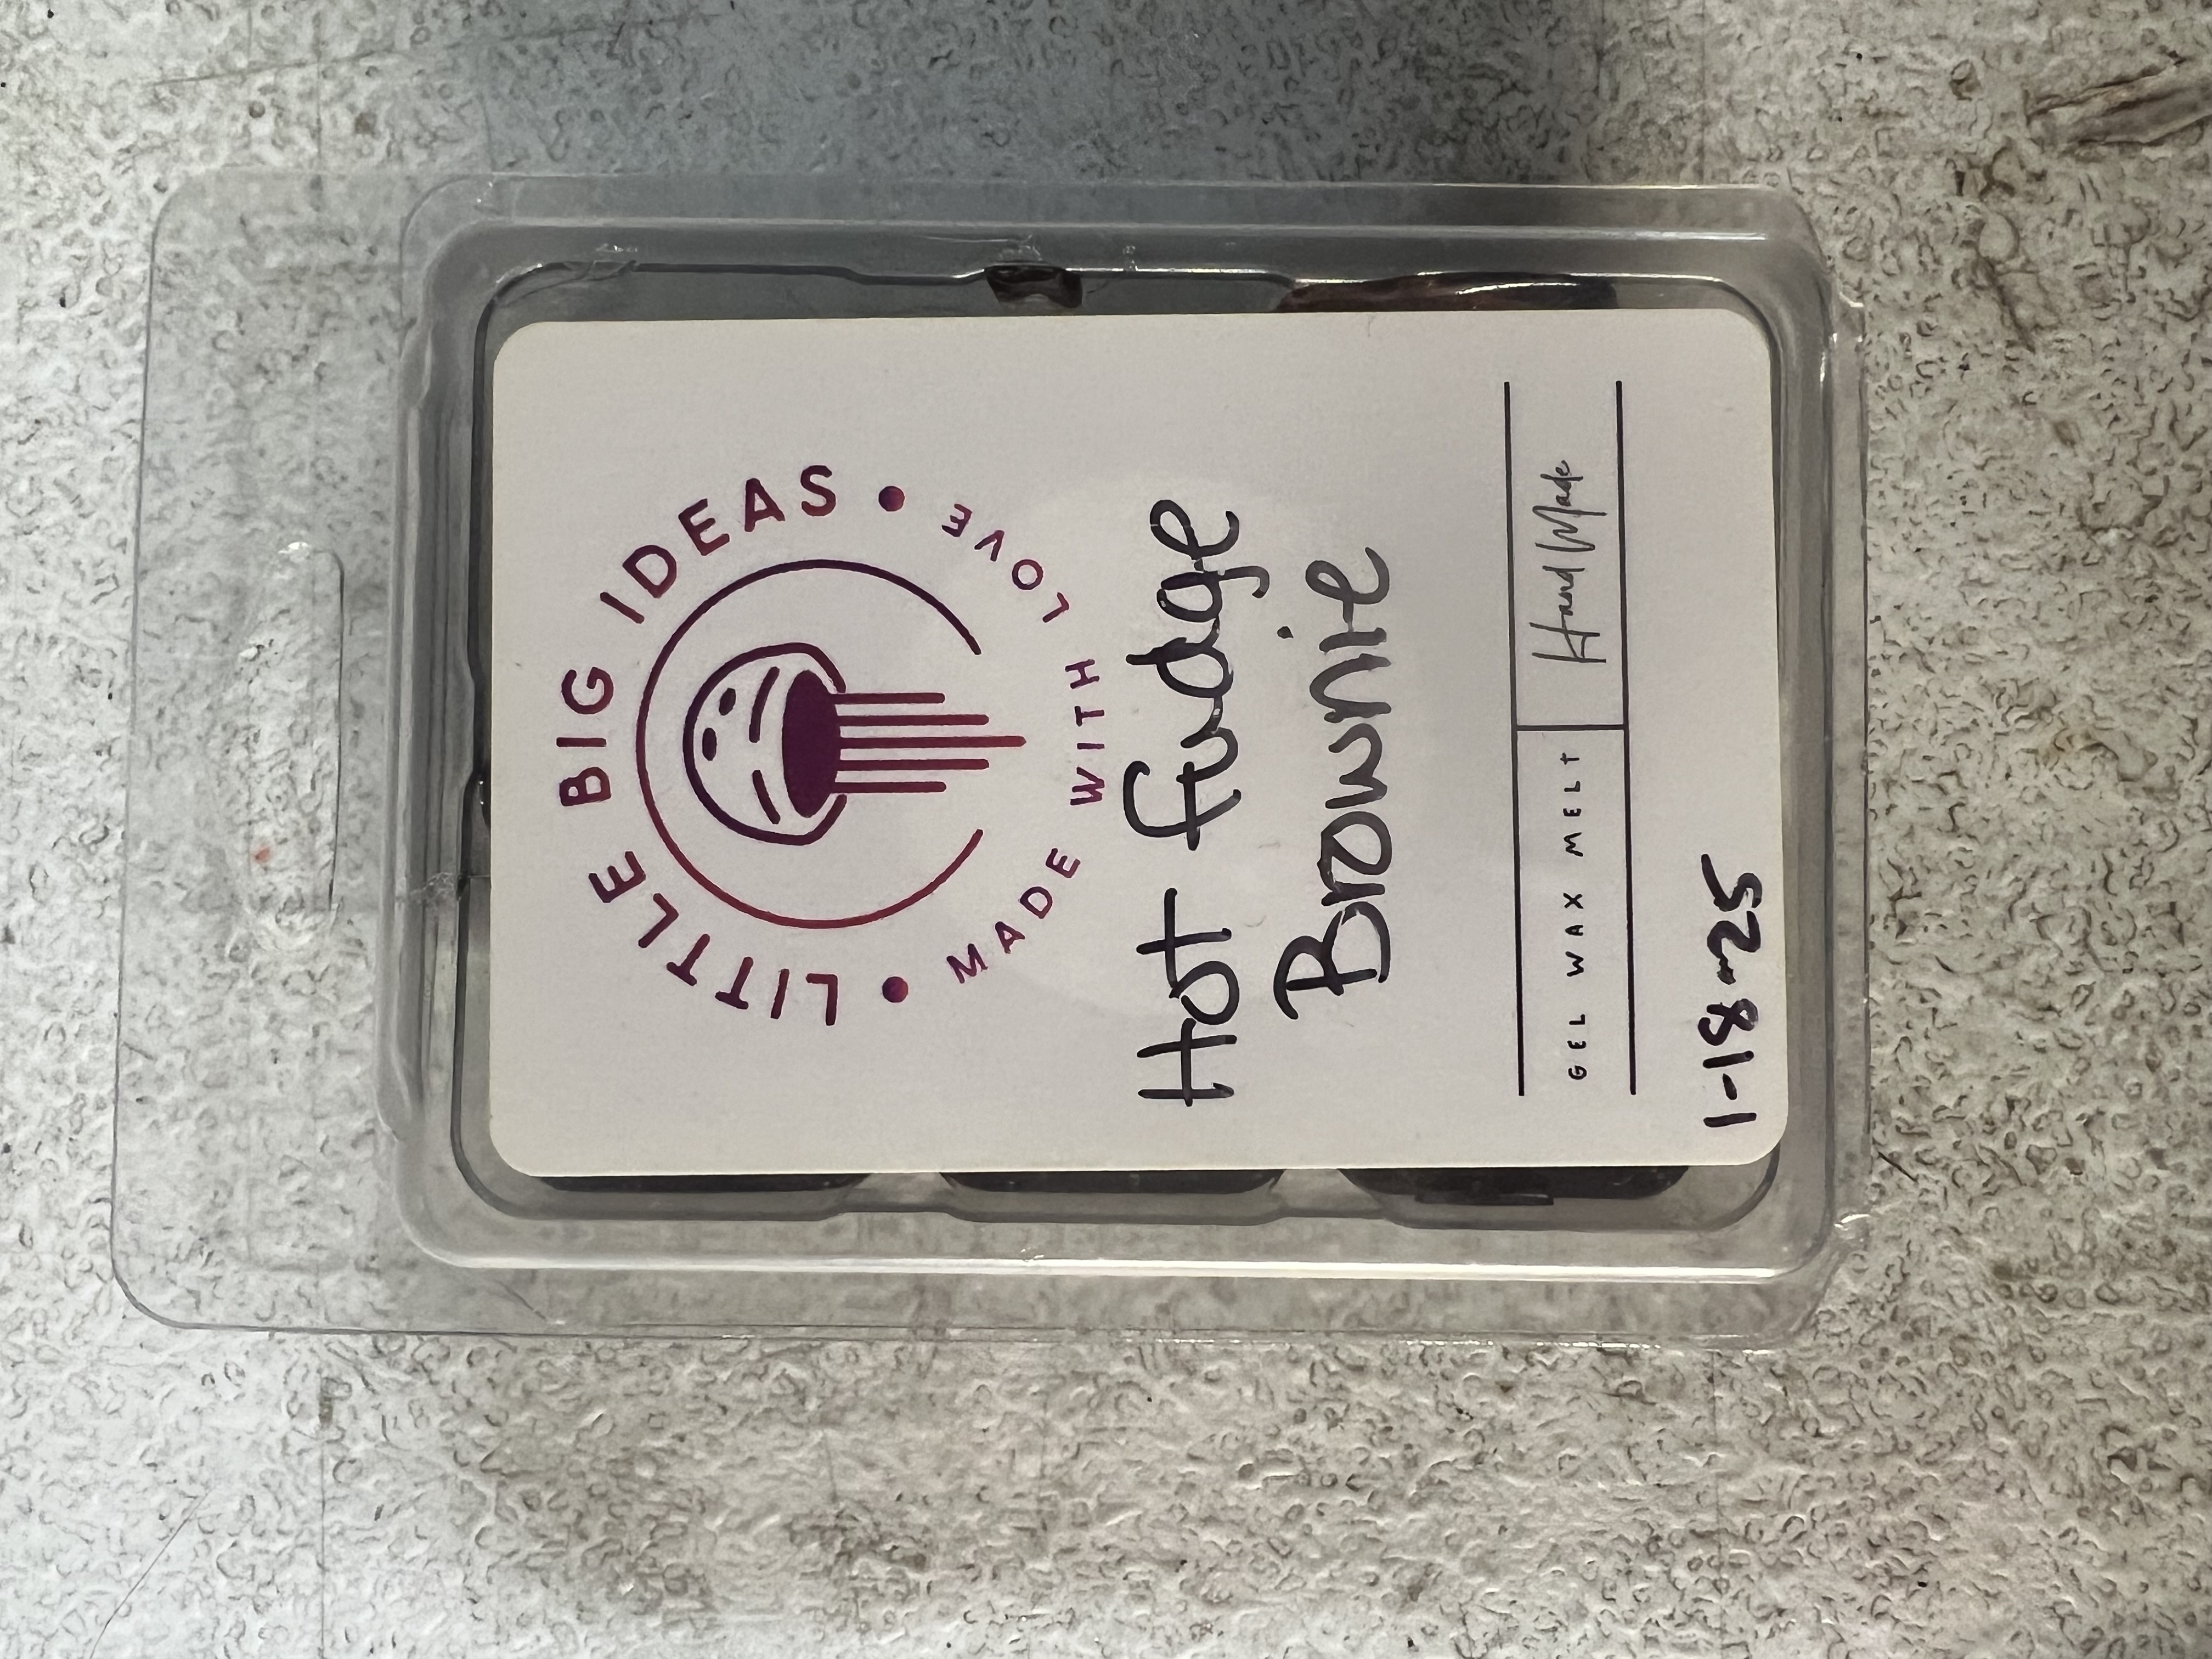 LITTLE BIG IDEAS
MADE WITH LOVE
Hot fudge
Brownie
GEL WAX MELT
Hand Made
1-18-25